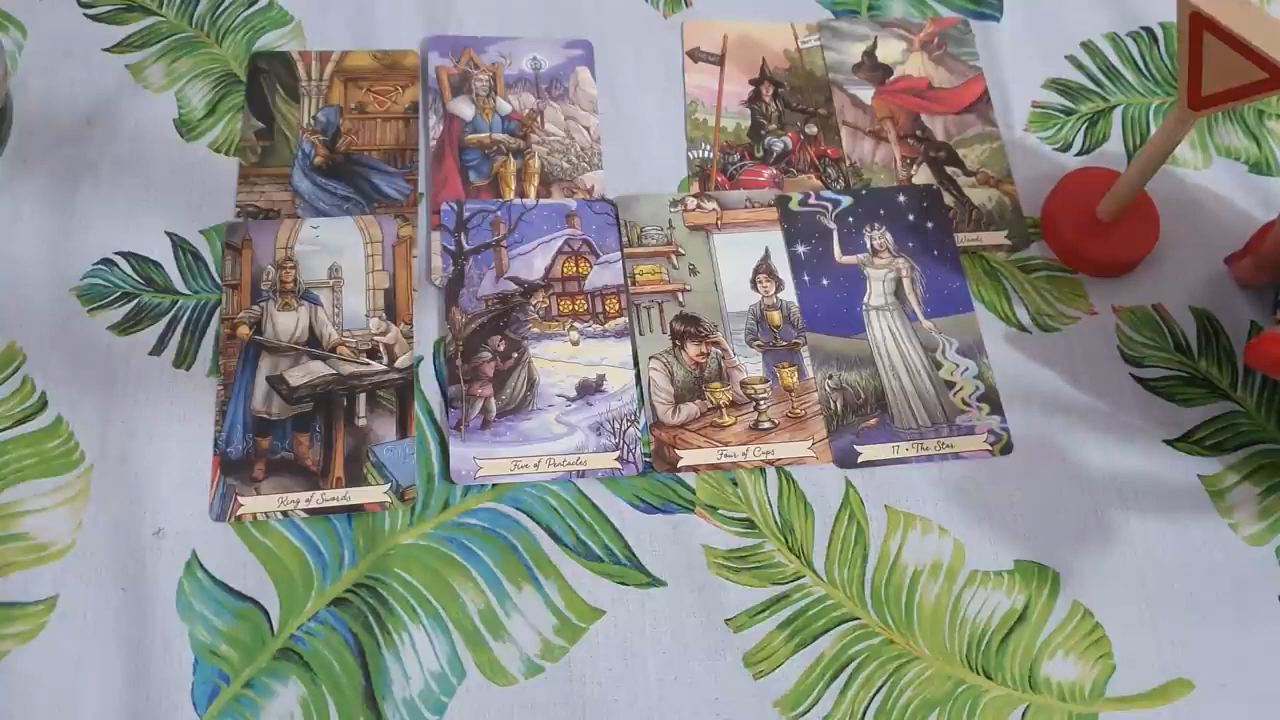 Wands
King of Swords
Five of Pentacles
Four of Cups
17 • The Star